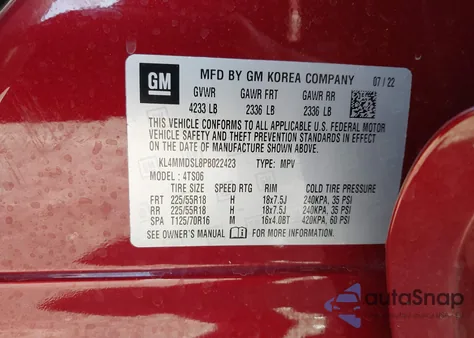 GM
MFD BY GM KOREA COMPANY 07/22
GVWR GAWR FRT GAWR RR
4233 LB 2336 LB 2336 LB
THIS VEHICLE CONFORMS TO ALL APPLICABLE U.S. FEDERAL MOTOR
VEHICLE SAFETY AND THEFT PREVENTION STANDARDS IN EFFECT
ON THE DATE OF MANUFACTURE SHOWN ABOVE.
KL4MMDSL8PB022423 TYPE: MPV
MODEL: 4TS06
TIRE SIZE SPEED RTG RIM COLD TIRE PRESSURE
FRT 225/55R18 H 18x7.5J 240KPA, 35 PSI
RR 225/55R18 H 18x7.5J 240KPA, 35 PSI
SPA T125/70R16 M 16x4.0BT 420KPA, 60 PSI
SEE OWNER'S MANUAL FOR MORE INFORMATION.
autoSnap